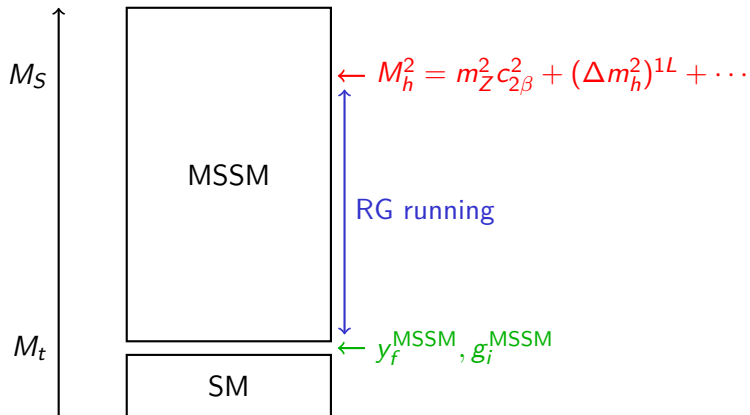 M_S ← M_h^2 = m_Z^2 c_{2β}^2 + (Δm_h^2)^{1L} + ⋯
MSSM
RG running
M_t ← y_f^{MSSM}, g_i^{MSSM}
SM